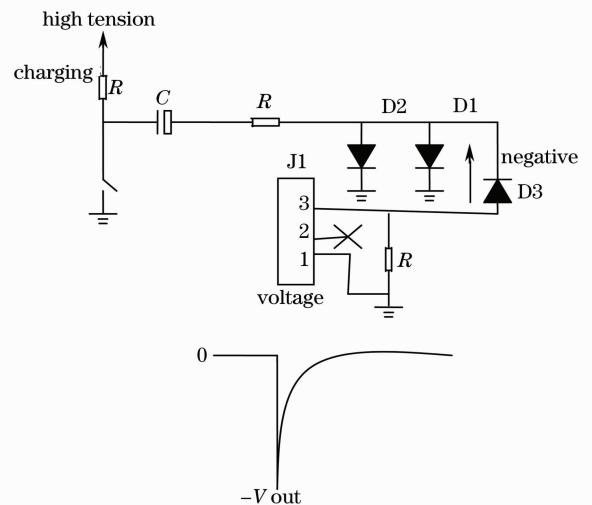 high tension
charging
R
C
R
D2
D1
J1
negative
3
D3
2
1
R
voltage
0
−V out